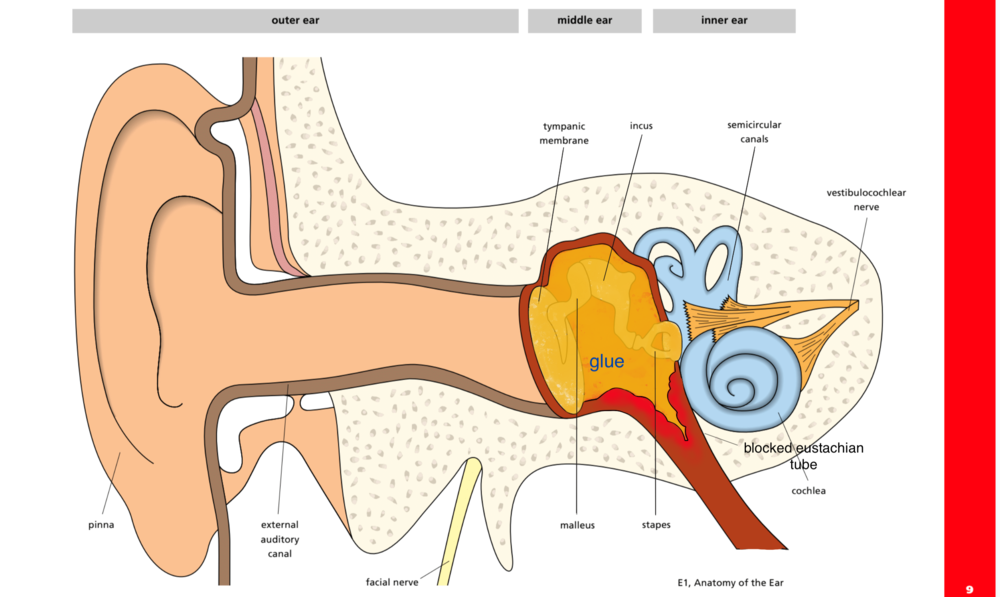 outer ear
middle ear
inner ear
tympanic
membrane
incus
semicircular
canals
vestibulocochlear
nerve
glue
blocked eustachian
tube
cochlea
pinna
external
auditory
canal
malleus
stapes
facial nerve
E1, Anatomy of the Ear
9